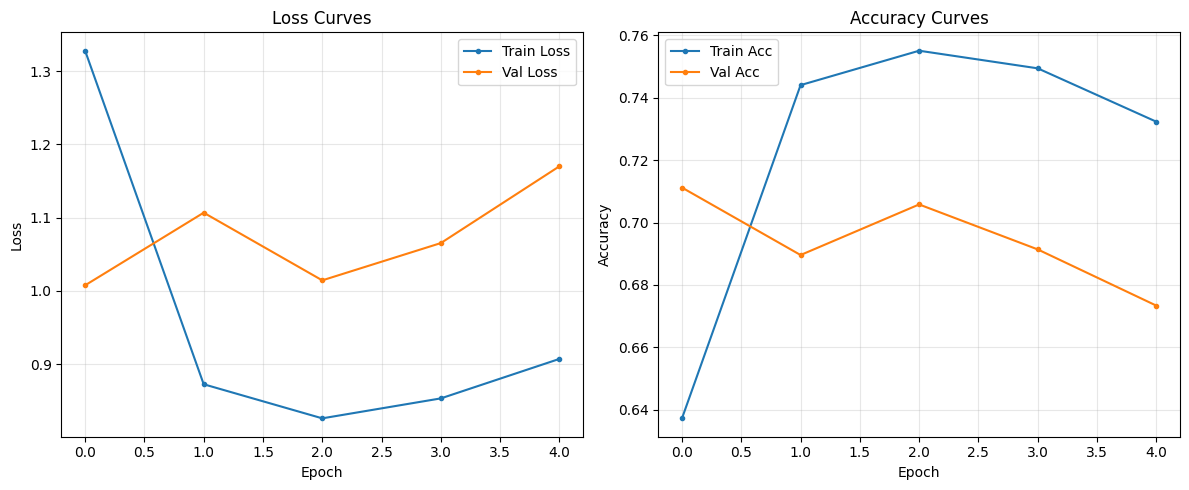 Loss Curves
Train Loss
Val Loss
1.3
1.2
1.1
1.0
0.9
Loss
0.0 0.5 1.0 1.5 2.0 2.5 3.0 3.5 4.0
Epoch
Accuracy Curves
Train Acc
Val Acc
0.76
0.74
0.72
0.70
0.68
0.66
0.64
Accuracy
0.0 0.5 1.0 1.5 2.0 2.5 3.0 3.5 4.0
Epoch